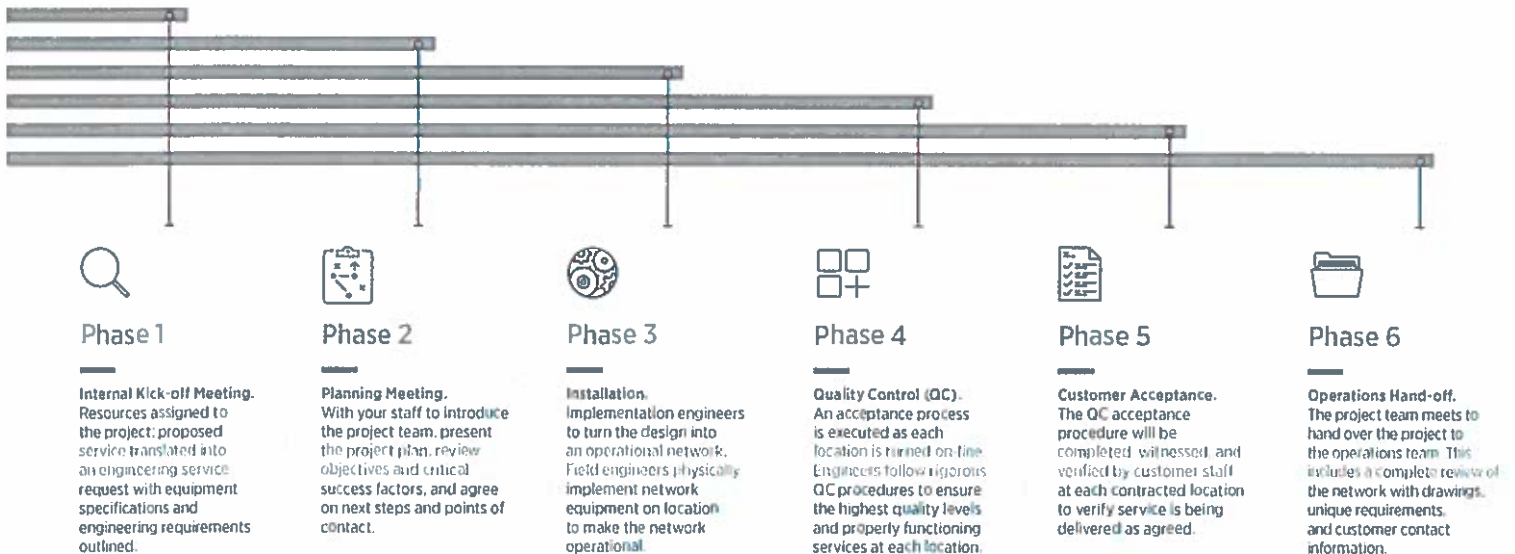 Phase 1
Internal Kick-off Meeting.
Resources assigned to
the project; proposed
service translated into
an engineering service
request with equipment
specifications and
engineering requirements
outlined.
Phase 2
Planning Meeting.
With your staff to introduce
the project team, present
the project plan, review
objectives and critical
success factors, and agree
on next steps and points of
contact.
Phase 3
Installation.
Implementation engineers
to turn the design into
an operational network.
Field engineers physically
implement network
equipment on location
to make the network
operational.
Phase 4
Quality Control (QC).
An acceptance process
is executed as each
location is turned on-line.
Engineers follow rigorous
QC procedures to ensure
the highest quality levels
and properly functioning
services at each location.
Phase 5
Customer Acceptance.
The QC acceptance
procedure will be
completed, witnessed, and
verified by customer staff
at each contracted location
to verify service is being
delivered as agreed.
Phase 6
Operations Hand-off.
The project team meets to
hand over the project to
the operations team. This
includes a complete review of
the network with drawings,
unique requirements,
and customer contact
information.